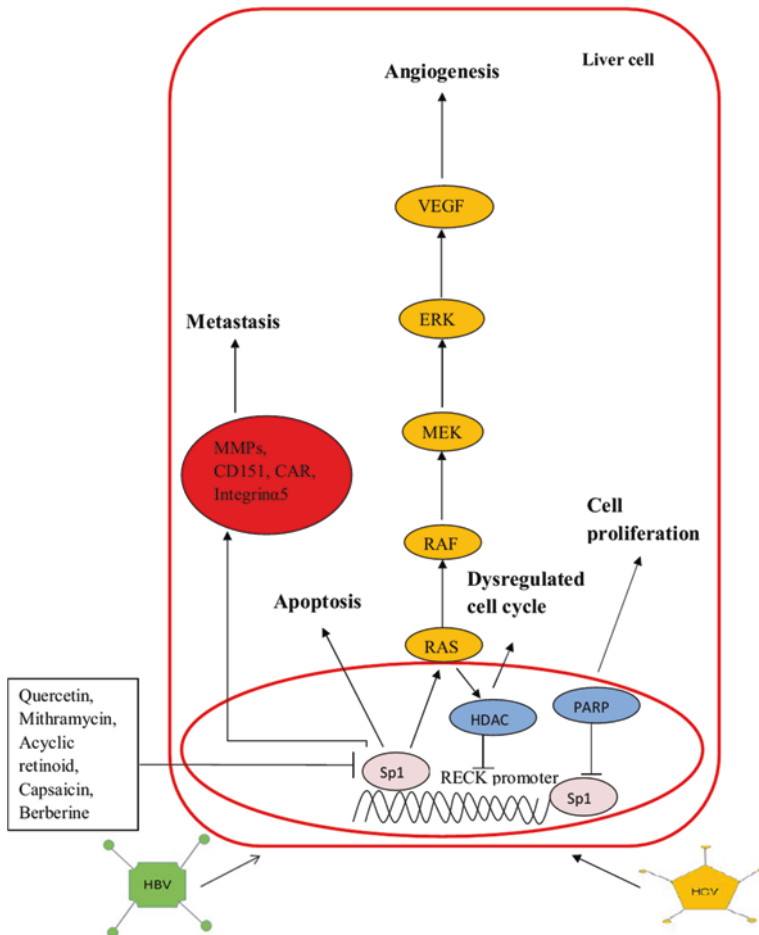 Liver cell
Angiogenesis
VEGF
ERK
Metastasis
MEK
MMPs,
CD151, CAR,
Integrinα5
Cell
proliferation
RAF
Dysregulated
cell cycle
Apoptosis
RAS
Quercetin,
Mithramycin,
Acyclic
retinoid,
Capsaicin,
Berberine
HDAC
PARP
Sp1
RECK promoter
Sp1
HBV
HCV